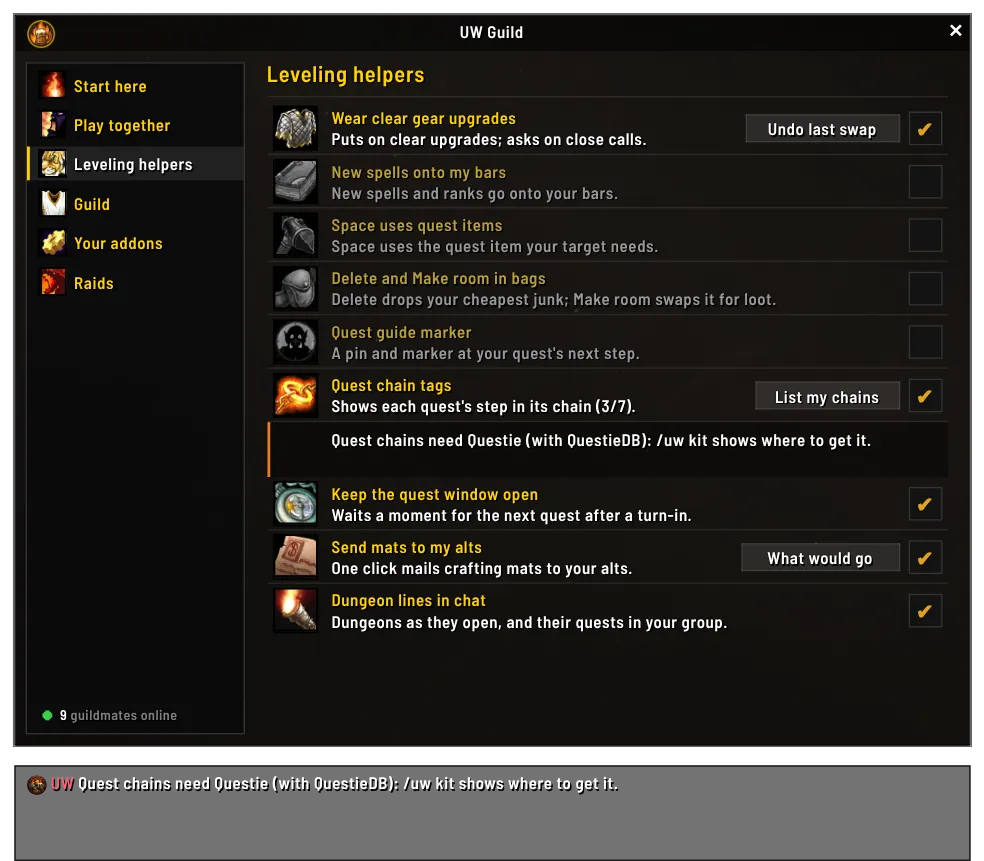 UW Guild
Start here
Play together
Leveling helpers
Guild
Your addons
Raids
9 guildmates online
Leveling helpers
Wear clear gear upgrades
Puts on clear upgrades; asks on close calls.
Undo last swap
New spells onto my bars
New spells and ranks go onto your bars.
Space uses quest items
Space uses the quest item your target needs.
Delete and Make room in bags
Delete drops your cheapest junk; Make room swaps it for loot.
Quest guide marker
A pin and marker at your quest's next step.
Quest chain tags
Shows each quest's step in its chain (3/7).
List my chains
Quest chains need Questie (with QuestieDB): /uw kit shows where to get it.
Keep the quest window open
Waits a moment for the next quest after a turn-in.
Send mats to my alts
One click mails crafting mats to your alts.
What would go
Dungeon lines in chat
Dungeons as they open, and their quests in your group.
UW Quest chains need Questie (with QuestieDB): /uw kit shows where to get it.